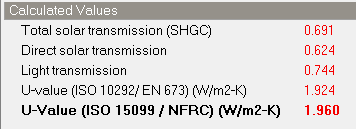 Calculated Values
Total solar transmission (SHGC) 0.691
Direct solar transmission 0.624
Light transmission 0.744
U-value (ISO 10292/ EN 673) (W/m2-K) 1.924
U-Value (ISO 15099 / NFRC) (W/m2-K) 1.960